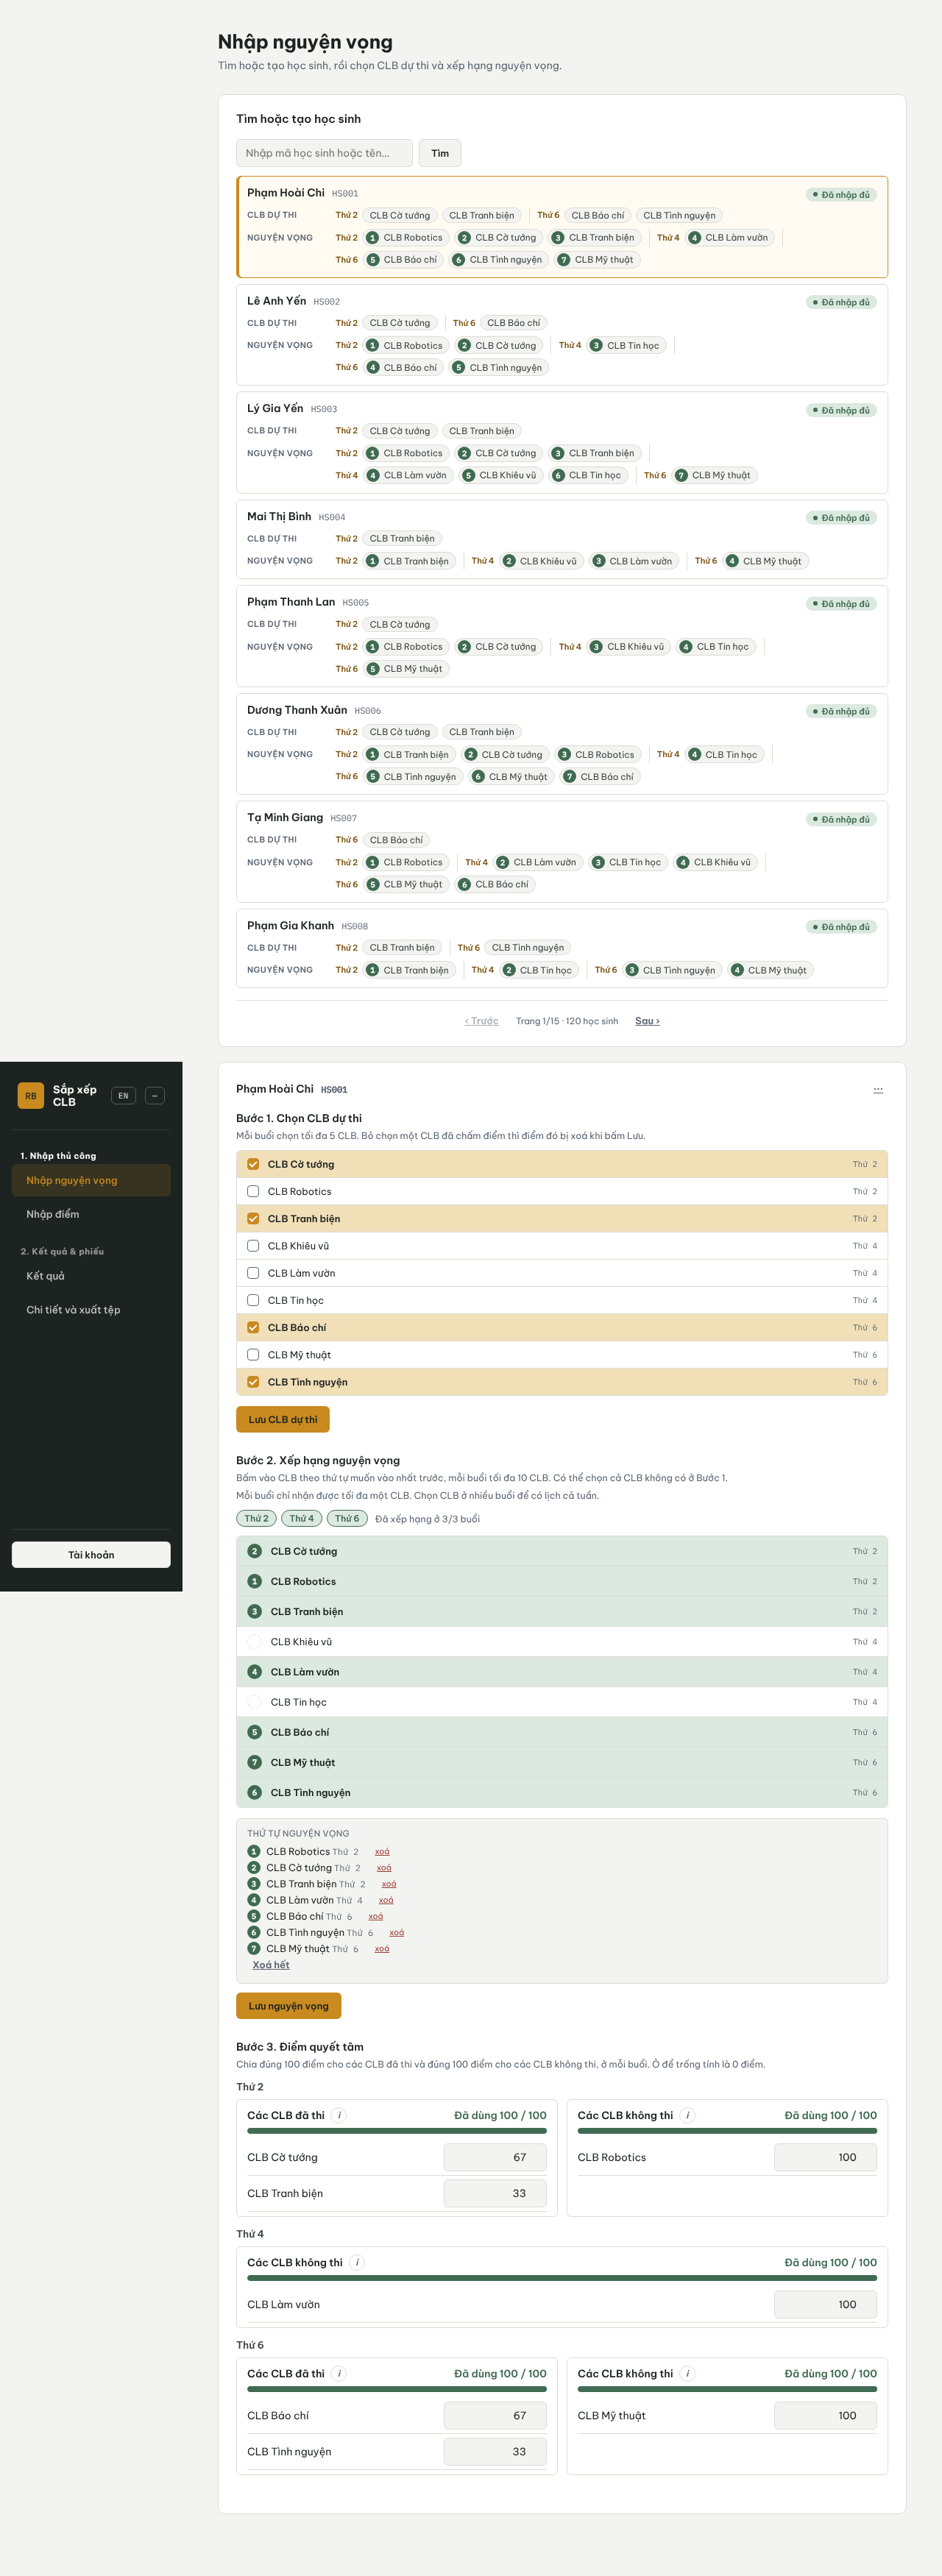 Nhập nguyện vọng
Tìm hoặc tạo học sinh, rồi chọn CLB dự thi và xếp hạng nguyện vọng.
Tìm hoặc tạo học sinh
Nhập mã học sinh hoặc tên... Tìm
Phạm Hoài Chi HS001 Đã nhập đủ
CLB DỰ THI Thứ 2 CLB Cờ tướng CLB Tranh biện Thứ 6 CLB Báo chí CLB Tình nguyện
NGUYỆN VỌNG Thứ 2 1 CLB Robotics 2 CLB Cờ tướng 3 CLB Tranh biện Thứ 4 4 CLB Làm vườn
Thứ 6 5 CLB Báo chí 6 CLB Tình nguyện 7 CLB Mỹ thuật
Lê Anh Yến HS002 Đã nhập đủ
CLB DỰ THI Thứ 2 CLB Cờ tướng Thứ 6 CLB Báo chí
NGUYỆN VỌNG Thứ 2 1 CLB Robotics 2 CLB Cờ tướng Thứ 4 3 CLB Tin học
Thứ 6 4 CLB Báo chí 5 CLB Tình nguyện
Lý Gia Yến HS003 Đã nhập đủ
CLB DỰ THI Thứ 2 CLB Cờ tướng CLB Tranh biện
NGUYỆN VỌNG Thứ 2 1 CLB Robotics 2 CLB Cờ tướng 3 CLB Tranh biện
Thứ 4 4 CLB Làm vườn 5 CLB Khiêu vũ 6 CLB Tin học Thứ 6 7 CLB Mỹ thuật
Mai Thị Bình HS004 Đã nhập đủ
CLB DỰ THI Thứ 2 CLB Tranh biện
NGUYỆN VỌNG Thứ 2 1 CLB Tranh biện Thứ 4 2 CLB Khiêu vũ 3 CLB Làm vườn Thứ 6 4 CLB Mỹ thuật
Phạm Thanh Lan HS005 Đã nhập đủ
CLB DỰ THI Thứ 2 CLB Cờ tướng
NGUYỆN VỌNG Thứ 2 1 CLB Robotics 2 CLB Cờ tướng Thứ 4 3 CLB Khiêu vũ 4 CLB Tin học
Thứ 6 5 CLB Mỹ thuật
Dương Thanh Xuân HS006 Đã nhập đủ
CLB DỰ THI Thứ 2 CLB Cờ tướng CLB Tranh biện
NGUYỆN VỌNG Thứ 2 1 CLB Tranh biện 2 CLB Cờ tướng 3 CLB Robotics Thứ 4 4 CLB Tin học
Thứ 6 5 CLB Tình nguyện 6 CLB Mỹ thuật 7 CLB Báo chí
Tạ Minh Giang HS007 Đã nhập đủ
CLB DỰ THI Thứ 6 CLB Báo chí
NGUYỆN VỌNG Thứ 2 1 CLB Robotics Thứ 4 2 CLB Làm vườn 3 CLB Tin học 4 CLB Khiêu vũ
Thứ 6 5 CLB Mỹ thuật 6 CLB Báo chí
Phạm Gia Khanh HS008 Đã nhập đủ
CLB DỰ THI Thứ 2 CLB Tranh biện Thứ 6 CLB Tình nguyện
NGUYỆN VỌNG Thứ 2 1 CLB Tranh biện Thứ 4 2 CLB Tin học Thứ 6 3 CLB Tình nguyện 4 CLB Mỹ thuật
‹ Trước Trang 1/15 · 120 học sinh Sau ›
RB Sắp xếp CLB EN ⋯
1. Nhập thủ công
Nhập nguyện vọng
Nhập điểm
2. Kết quả & phiếu
Kết quả
Chi tiết và xuất tệp
Tài khoản
Phạm Hoài Chi HS001 ...
Bước 1. Chọn CLB dự thi
Mỗi buổi chọn tối đa 5 CLB. Bỏ chọn một CLB đã chấm điểm thì điểm đó bị xoá khi bấm Lưu.
CLB Cờ tướng Thứ 2
CLB Robotics Thứ 2
CLB Tranh biện Thứ 2
CLB Khiêu vũ Thứ 4
CLB Làm vườn Thứ 4
CLB Tin học Thứ 4
CLB Báo chí Thứ 6
CLB Mỹ thuật Thứ 6
CLB Tình nguyện Thứ 6
Lưu CLB dự thi
Bước 2. Xếp hạng nguyện vọng
Bấm vào CLB theo thứ tự muốn vào nhất trước, mỗi buổi tối đa 10 CLB. Có thể chọn cả CLB không có ở Bước 1.
Mỗi buổi chỉ nhận được tối đa một CLB. Chọn CLB ở nhiều buổi để có lịch cả tuần.
Thứ 2 Thứ 4 Thứ 6 Đã xếp hạng ở 3/3 buổi
2 CLB Cờ tướng Thứ 2
1 CLB Robotics Thứ 2
3 CLB Tranh biện Thứ 2
CLB Khiêu vũ Thứ 4
4 CLB Làm vườn Thứ 4
CLB Tin học Thứ 4
5 CLB Báo chí Thứ 6
7 CLB Mỹ thuật Thứ 6
6 CLB Tình nguyện Thứ 6
THỨ TỰ NGUYỆN VỌNG
1 CLB Robotics Thứ 2 xoá
2 CLB Cờ tướng Thứ 2 xoá
3 CLB Tranh biện Thứ 2 xoá
4 CLB Làm vườn Thứ 4 xoá
5 CLB Báo chí Thứ 6 xoá
6 CLB Tình nguyện Thứ 6 xoá
7 CLB Mỹ thuật Thứ 6 xoá
Xoá hết
Lưu nguyện vọng
Bước 3. Điểm quyết tâm
Chia đúng 100 điểm cho các CLB đã thi và đúng 100 điểm cho các CLB không thi, ở mỗi buổi. Ô để trống tính là 0 điểm.
Thứ 2
Các CLB đã thi i Đã dùng 100 / 100 Các CLB không thi i Đã dùng 100 / 100
CLB Cờ tướng 67 CLB Robotics 100
CLB Tranh biện 33
Thứ 4
Các CLB không thi i Đã dùng 100 / 100
CLB Làm vườn 100
Thứ 6
Các CLB đã thi i Đã dùng 100 / 100 Các CLB không thi i Đã dùng 100 / 100
CLB Báo chí 67 CLB Mỹ thuật 100
CLB Tình nguyện 33